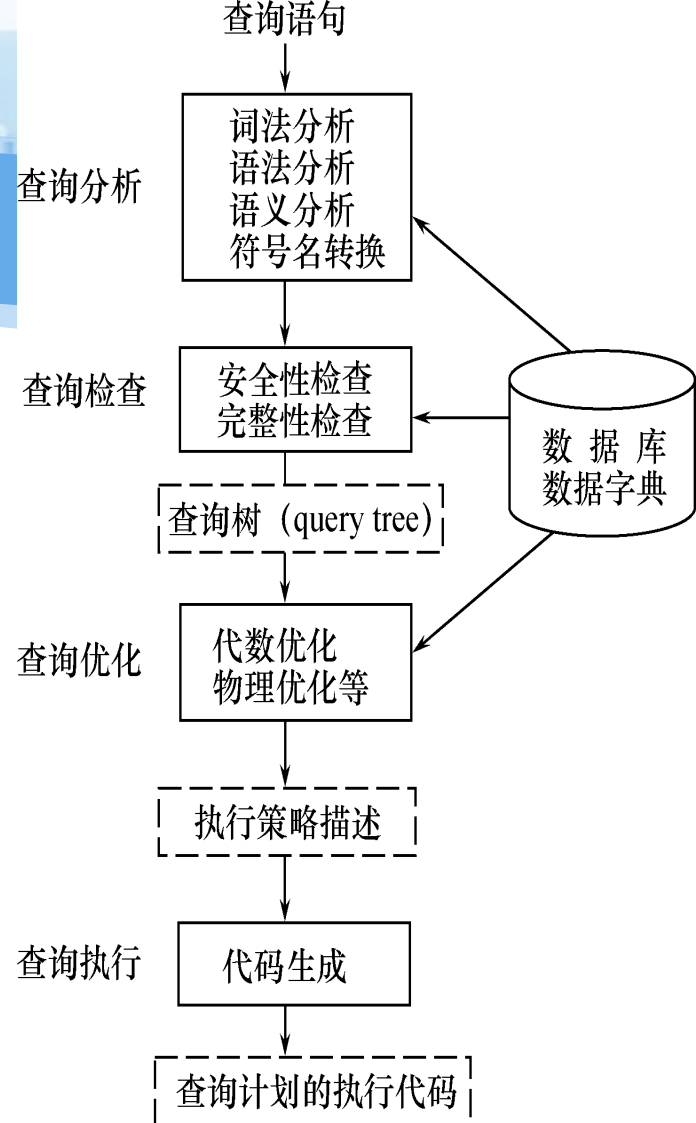 查询语句
查询分析
词法分析
语法分析
语义分析
符号名转换
查询检查
安全性检查
完整性检查
数 据 库
数据字典
查询树（query tree）
查询优化
代数优化
物理优化等
执行策略描述
查询执行
代码生成
查询计划的执行代码